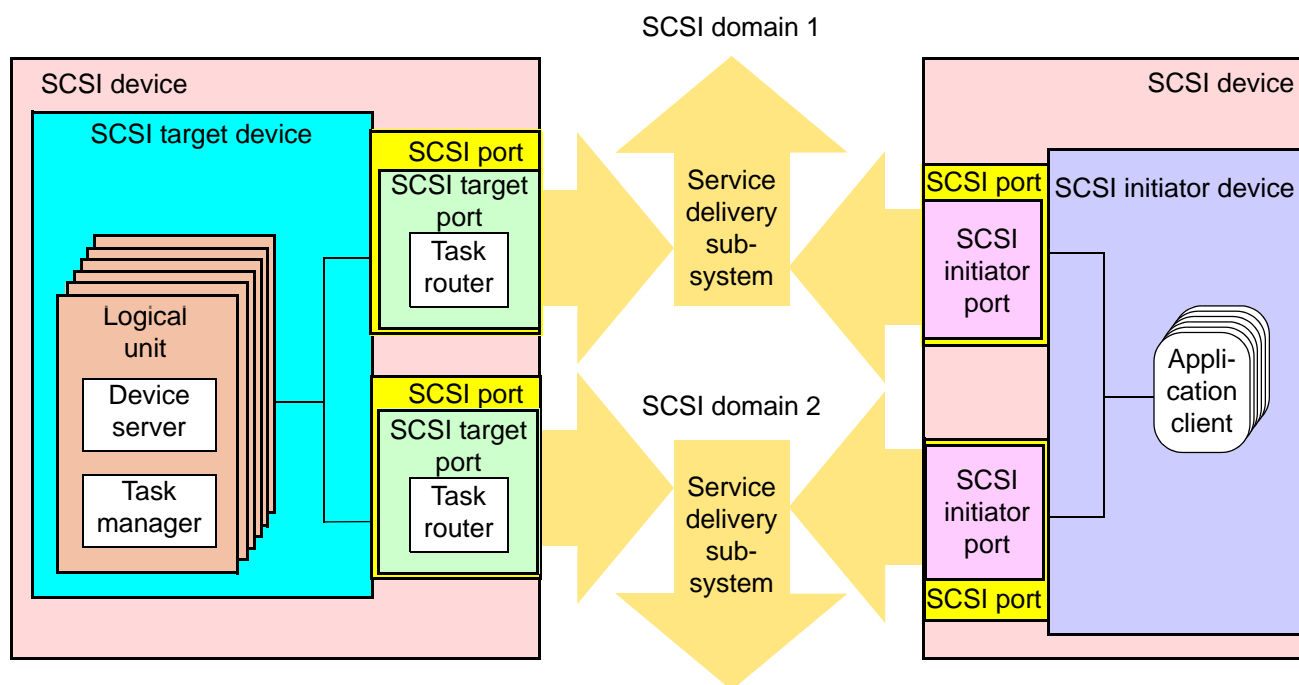 SCSI domain 1
SCSI device
SCSI target device
SCSI port
SCSI target
port
Task
router
Logical
unit
Device
server
Task
manager
SCSI port
SCSI target
port
Task
router
Service
delivery
sub-
system
SCSI domain 2
Service
delivery
sub-
system
SCSI device
SCSI port
SCSI initiator device
SCSI
initiator
port
Appli-
cation
client
SCSI
initiator
port
SCSI port